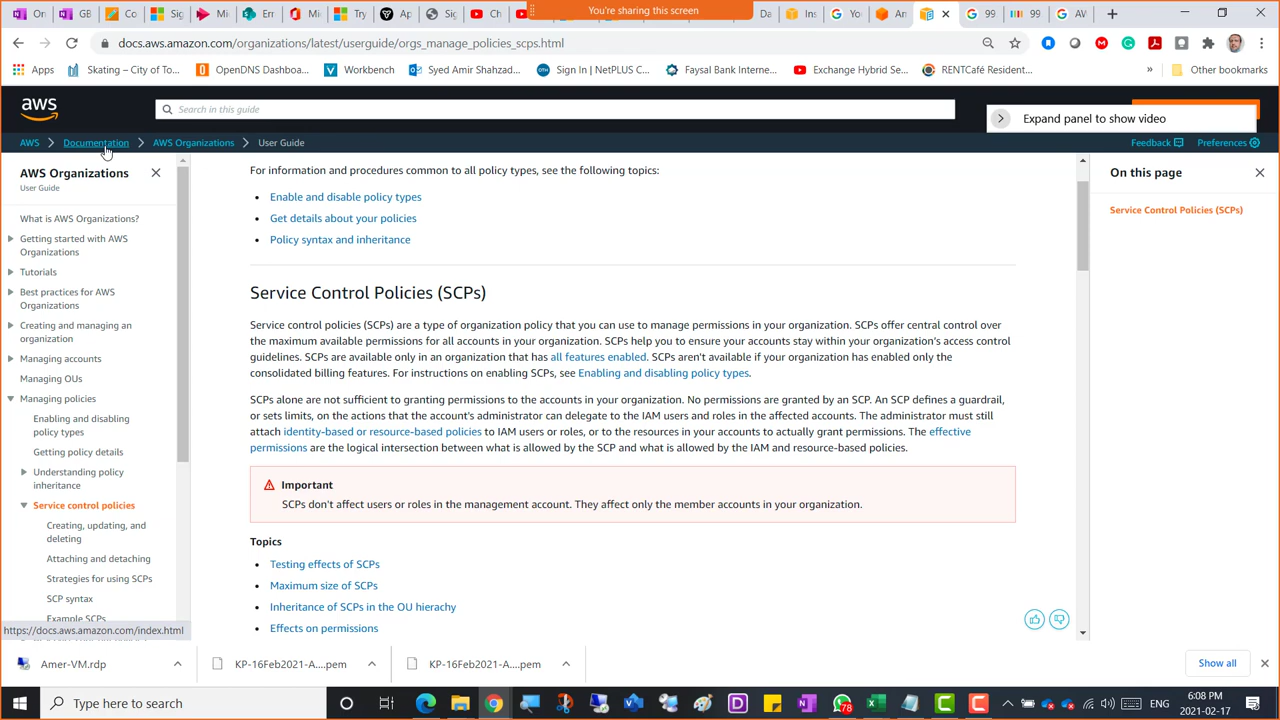 You're sharing this screen
On
GB
Co
Sig
Mi
Err
Mi
Try
Ap
Sig
Ch
Da
Ins
Yo
An
99
99
AV
docs.aws.amazon.com/organizations/latest/userguide/orgs_manage_policies_scps.html
Apps
Skating – City of To...
OpenDNS Dashboa...
Workbench
Syed Amir Shahzad...
Sign In | NetPLUS C...
Faysal Bank Interne...
Exchange Hybrid Se...
RENTCafé Resident...
»
Other bookmarks
aws
Search in this guide
Expand panel to show video
AWS
Documentation
AWS Organizations
User Guide
Feedback
Preferences
AWS Organizations
User Guide
What is AWS Organizations?
Getting started with AWS
Organizations
Tutorials
Best practices for AWS
Organizations
Creating and managing an
organization
Managing accounts
Managing OUs
Managing policies
Enabling and disabling
policy types
Getting policy details
Understanding policy
inheritance
Service control policies
Creating, updating, and
deleting
Attaching and detaching
Strategies for using SCPs
SCP syntax
Example SCPs
https://docs.aws.amazon.com/index.html
For information and procedures common to all policy types, see the following topics:
• Enable and disable policy types
• Get details about your policies
• Policy syntax and inheritance
Service Control Policies (SCPs)
Service control policies (SCPs) are a type of organization policy that you can use to manage permissions in your organization. SCPs offer central control over
the maximum available permissions for all accounts in your organization. SCPs help you to ensure your accounts stay within your organization's access control
guidelines. SCPs are available only in an organization that has all features enabled. SCPs aren't available if your organization has enabled only the
consolidated billing features. For instructions on enabling SCPs, see Enabling and disabling policy types.
SCPs alone are not sufficient to granting permissions to the accounts in your organization. No permissions are granted by an SCP. An SCP defines a guardrail,
or sets limits, on the actions that the account's administrator can delegate to the IAM users and roles in the affected accounts. The administrator must still
attach identity-based or resource-based policies to IAM users or roles, or to the resources in your accounts to actually grant permissions. The effective
permissions are the logical intersection between what is allowed by the SCP and what is allowed by the IAM and resource-based policies.
Important
SCPs don't affect users or roles in the management account. They affect only the member accounts in your organization.
Topics
• Testing effects of SCPs
• Maximum size of SCPs
• Inheritance of SCPs in the OU hierachy
• Effects on permissions
On this page
Service Control Policies (SCPs)
Amer-VM.rdp
KP-16Feb2021-A....pem
KP-16Feb2021-A....pem
Show all
Type here to search
78
ENG
6:08 PM
2021-02-17